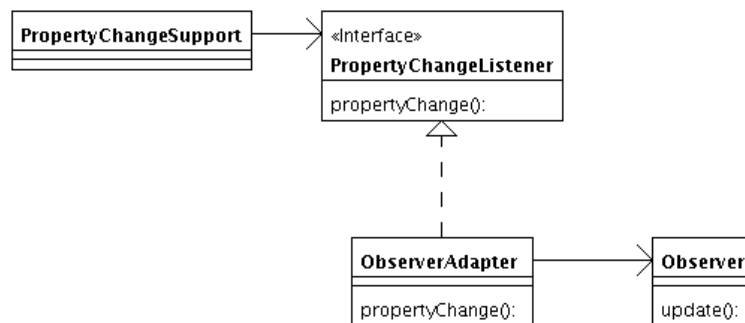 PropertyChangeSupport
«Interface»
PropertyChangeListener
propertyChange():
ObserverAdapter
propertyChange():
Observer
update():